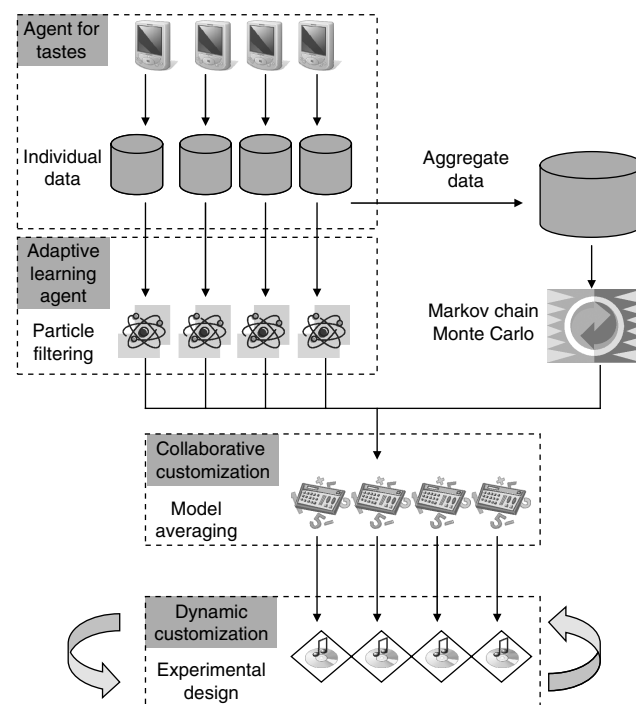 Agent for
tastes
Individual
data
Aggregate
data
Adaptive
learning
agent
Particle
filtering
Markov chain
Monte Carlo
Collaborative
customization
Model
averaging
Dynamic
customization
Experimental
design